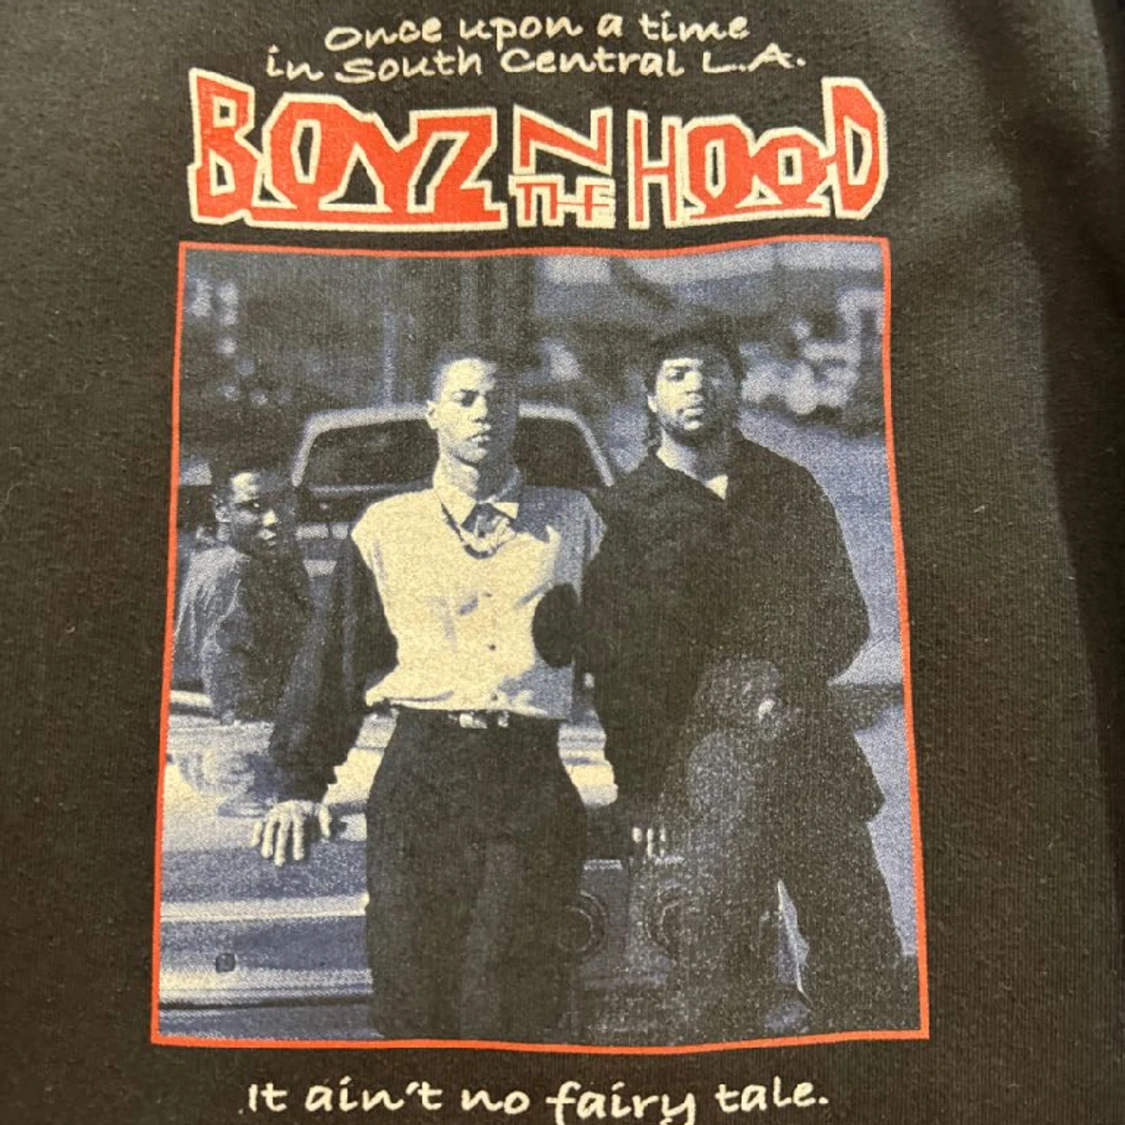 Once upon a time
in South Central L.A.
BOYZ N THE HOOD
It ain't no fairy tale.